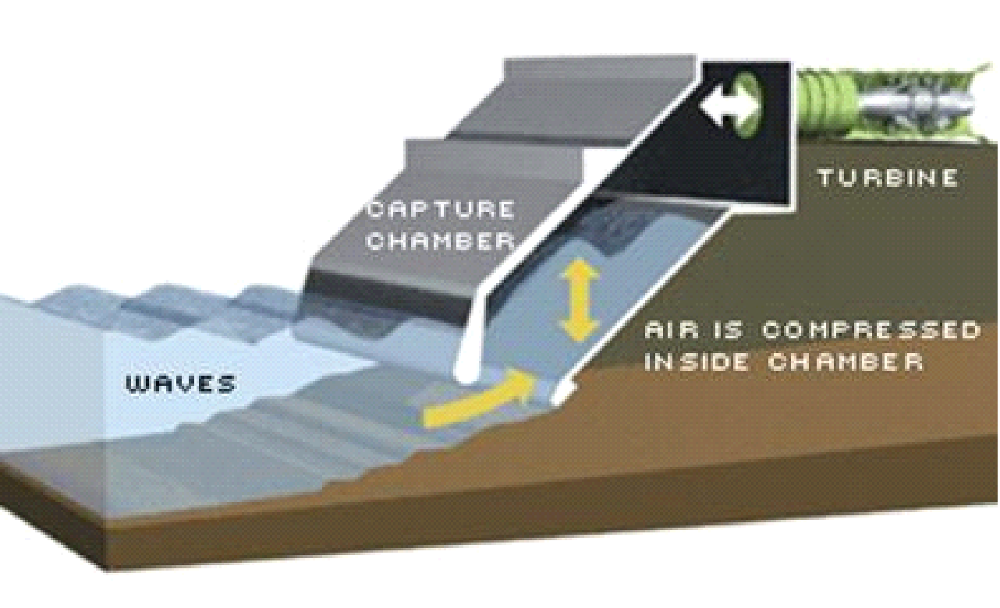 CAPTURE
CHAMBER
TURBINE
AIR IS COMPRESSED
INSIDE CHAMBER
WAVES